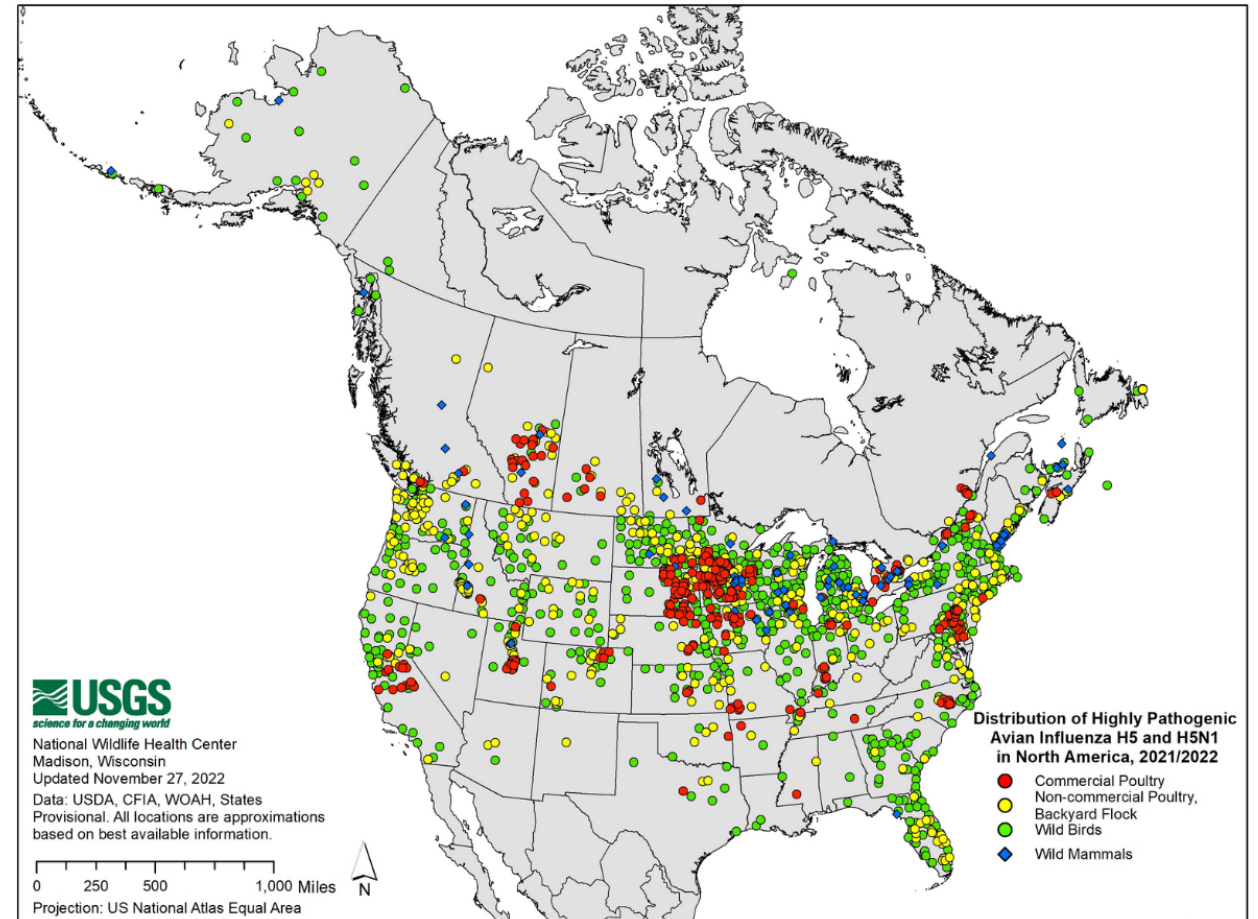 USGS
science for a changing world
National Wildlife Health Center
Madison, Wisconsin
Updated November 27, 2022
Data: USDA, CFIA, WOAH, States
Provisional. All locations are approximations
based on best available information.
0 250 500 1,000 Miles
N
Projection: US National Atlas Equal Area
Distribution of Highly Pathogenic
Avian Influenza H5 and H5N1
in North America, 2021/2022
Commercial Poultry
Non-commercial Poultry,
Backyard Flock
Wild Birds
Wild Mammals